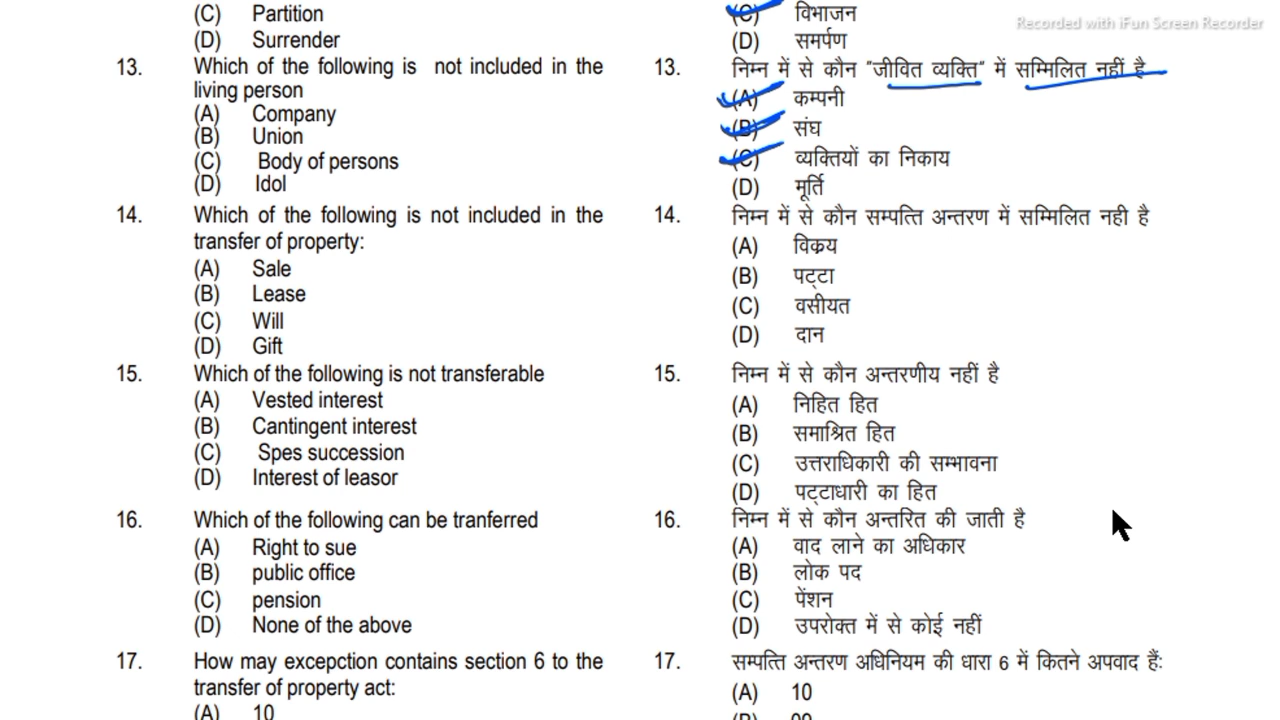 (C) Partition
(D) Surrender
13. Which of the following is not included in the
living person
(A) Company
(B) Union
(C) Body of persons
(D) Idol
14. Which of the following is not included in the
transfer of property:
(A) Sale
(B) Lease
(C) Will
(D) Gift
15. Which of the following is not transferable
(A) Vested interest
(B) Cantingent interest
(C) Spes succession
(D) Interest of leasor
16. Which of the following can be tranferred
(A) Right to sue
(B) public office
(C) pension
(D) None of the above
17. How may excepction contains section 6 to the
transfer of property act:
(A) 10
Recorded with iFun Screen Recorder
(C) विभाजन
(D) समर्पण
13. निम्न में से कौन "जीवित व्यक्ति" में सम्मिलित नहीं है
(A) कम्पनी
(B) संघ
(C) व्यक्तियों का निकाय
(D) मूर्ति
14. निम्न में से कौन सम्पत्ति अन्तरण में सम्मिलित नही है
(A) विक्रय
(B) पट्टा
(C) वसीयत
(D) दान
15. निम्न में से कौन अन्तरणीय नहीं है
(A) निहित हित
(B) समाश्रित हित
(C) उत्तराधिकारी की सम्भावना
(D) पट्टाधारी का हित
16. निम्न में से कौन अन्तरित की जाती है
(A) वाद लाने का अधिकार
(B) लोक पद
(C) पेंशन
(D) उपरोक्त में से कोई नहीं
17. सम्पत्ति अन्तरण अधिनियम की धारा 6 में कितने अपवाद हैं:
(A) 10